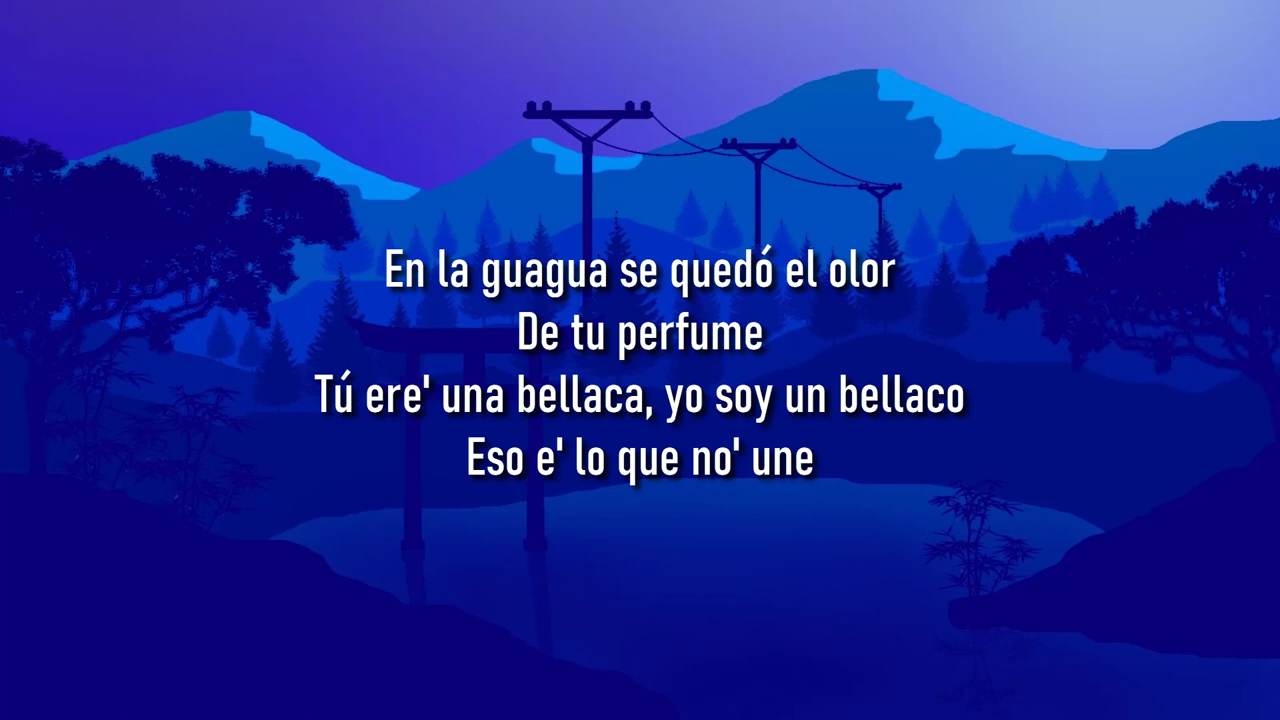 En la guagua se quedó el olor
De tu perfume
Tú ere' una bellaca, yo soy un bellaco
Eso e' lo que no' une